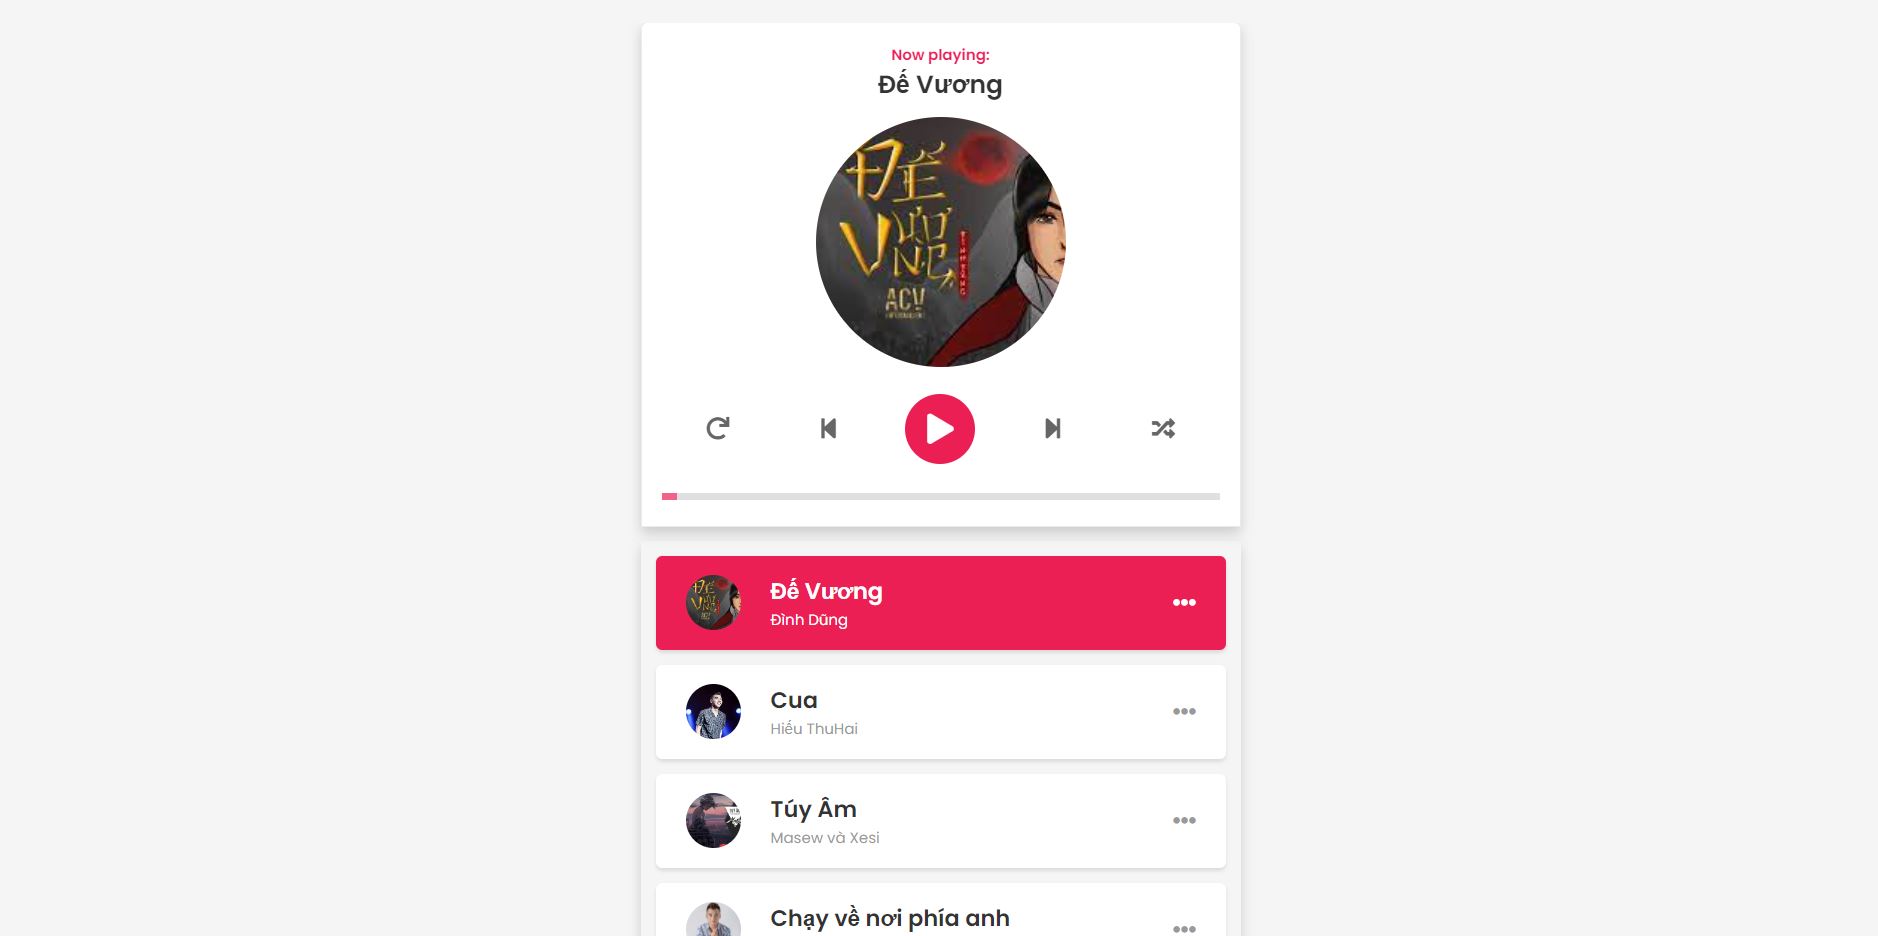 Now playing:
Đế Vương
ĐẾ
VƯƠNG
ACV
Đế Vương
Đình Dũng
Cua
Hiếu ThuHai
Túy Âm
Masew và Xesi
Chạy về nơi phía anh